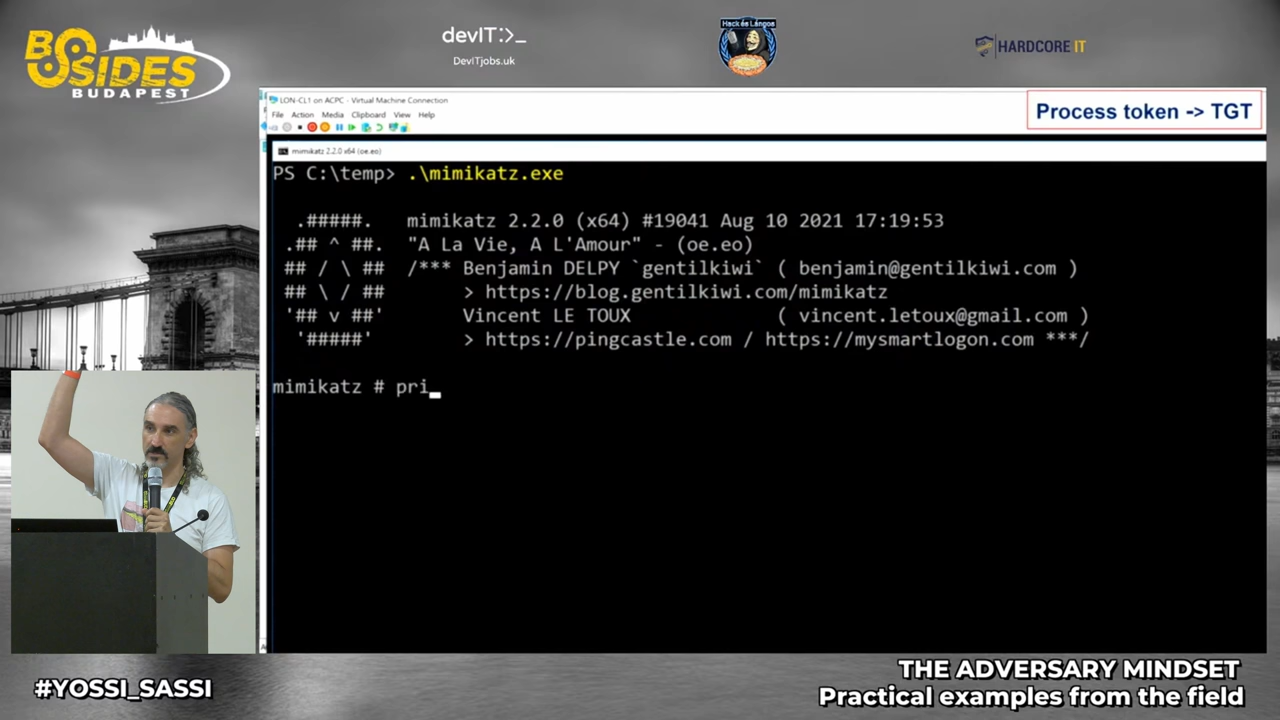 BSIDES
BUDAPEST
devIT:>_
DevITjobs.uk
Hack és Lángos
HARDCORE IT
LON-CL1 on ACPC - Virtual Machine Connection
File Action Media Clipboard View Help
Process token -> TGT
mimikatz 2.2.0 x64 (oe.eo)
PS C:\temp> .\mimikatz.exe
.#####. mimikatz 2.2.0 (x64) #19041 Aug 10 2021 17:19:53
.## ^ ##. "A La Vie, A L'Amour" - (oe.eo)
## / \ ## /*** Benjamin DELPY `gentilkiwi` ( benjamin@gentilkiwi.com )
## \ / ## > https://blog.gentilkiwi.com/mimikatz
'## v ##' Vincent LE TOUX ( vincent.letoux@gmail.com )
'#####' > https://pingcastle.com / https://mysmartlogon.com ***/
mimikatz # pri_
#YOSSI_SASSI
THE ADVERSARY MINDSET
Practical examples from the field